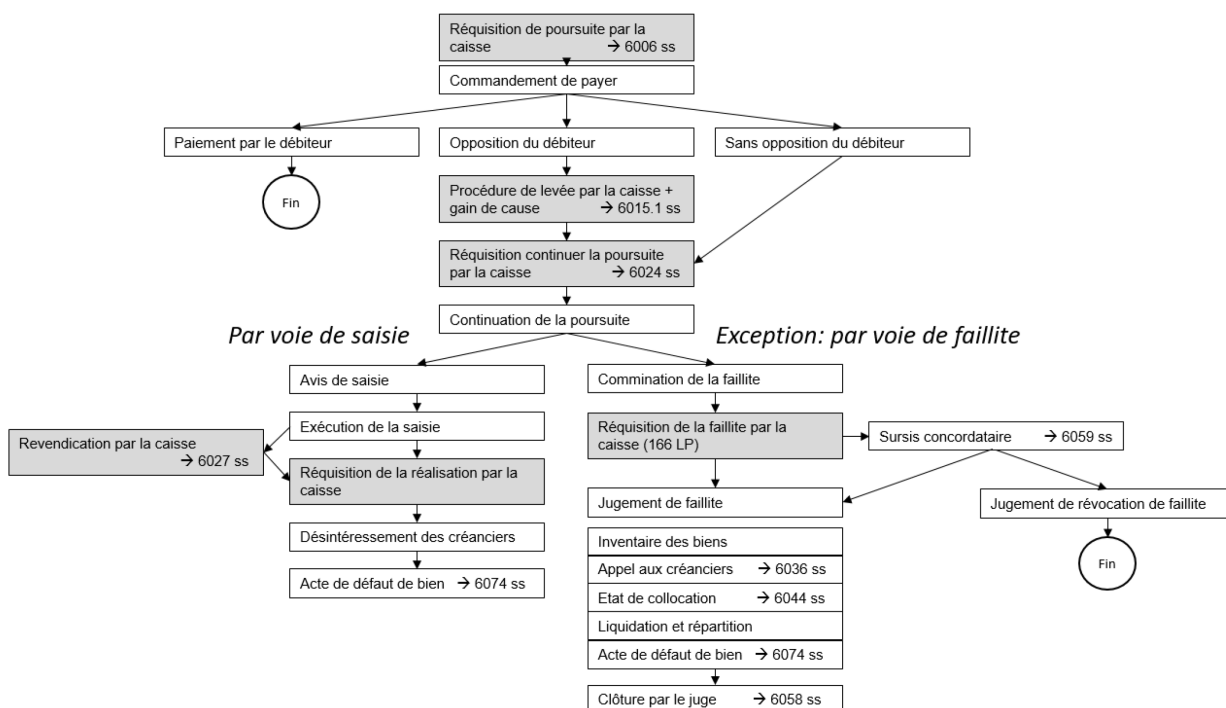 Réquisition de poursuite par la
caisse → 6006 ss
Commandement de payer
Paiement par le débiteur
Opposition du débiteur
Sans opposition du débiteur
Fin
Procédure de levée par la caisse +
gain de cause → 6015.1 ss
Réquisition continuer la poursuite
par la caisse → 6024 ss
Continuation de la poursuite
Par voie de saisie
Exception: par voie de faillite
Avis de saisie
Commination de la faillite
Exécution de la saisie
Réquisition de la faillite par la
caisse (166 LP)
Sursis concordataire → 6059 ss
Revendication par la caisse
→ 6027 ss
Réquisition de la réalisation par la
caisse
Jugement de faillite
Jugement de révocation de faillite
Désintéressement des créanciers
Inventaire des biens
Fin
Acte de défaut de bien → 6074 ss
Appel aux créanciers → 6036 ss
Etat de collocation → 6044 ss
Liquidation et répartition
Acte de défaut de bien → 6074 ss
Clôture par le juge → 6058 ss